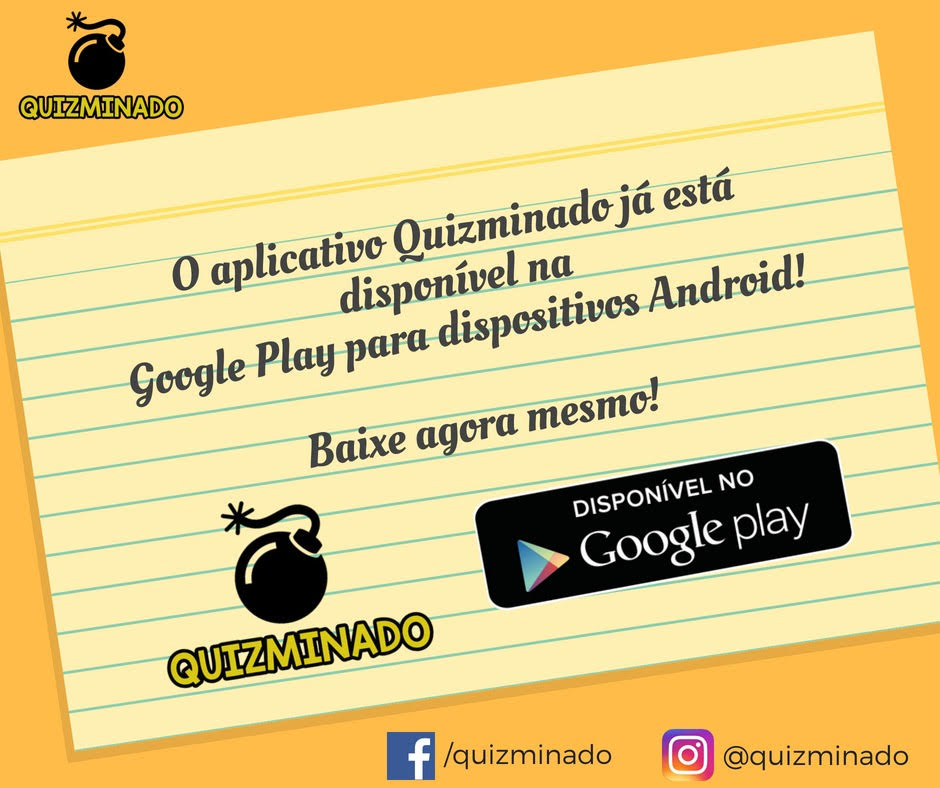 QUIZMINADO
O aplicativo Quizminado já está
disponível na
Google Play para dispositivos Android!
Baixe agora mesmo!
DISPONÍVEL NO
Google play
QUIZMINADO
/quizminado
@quizminado